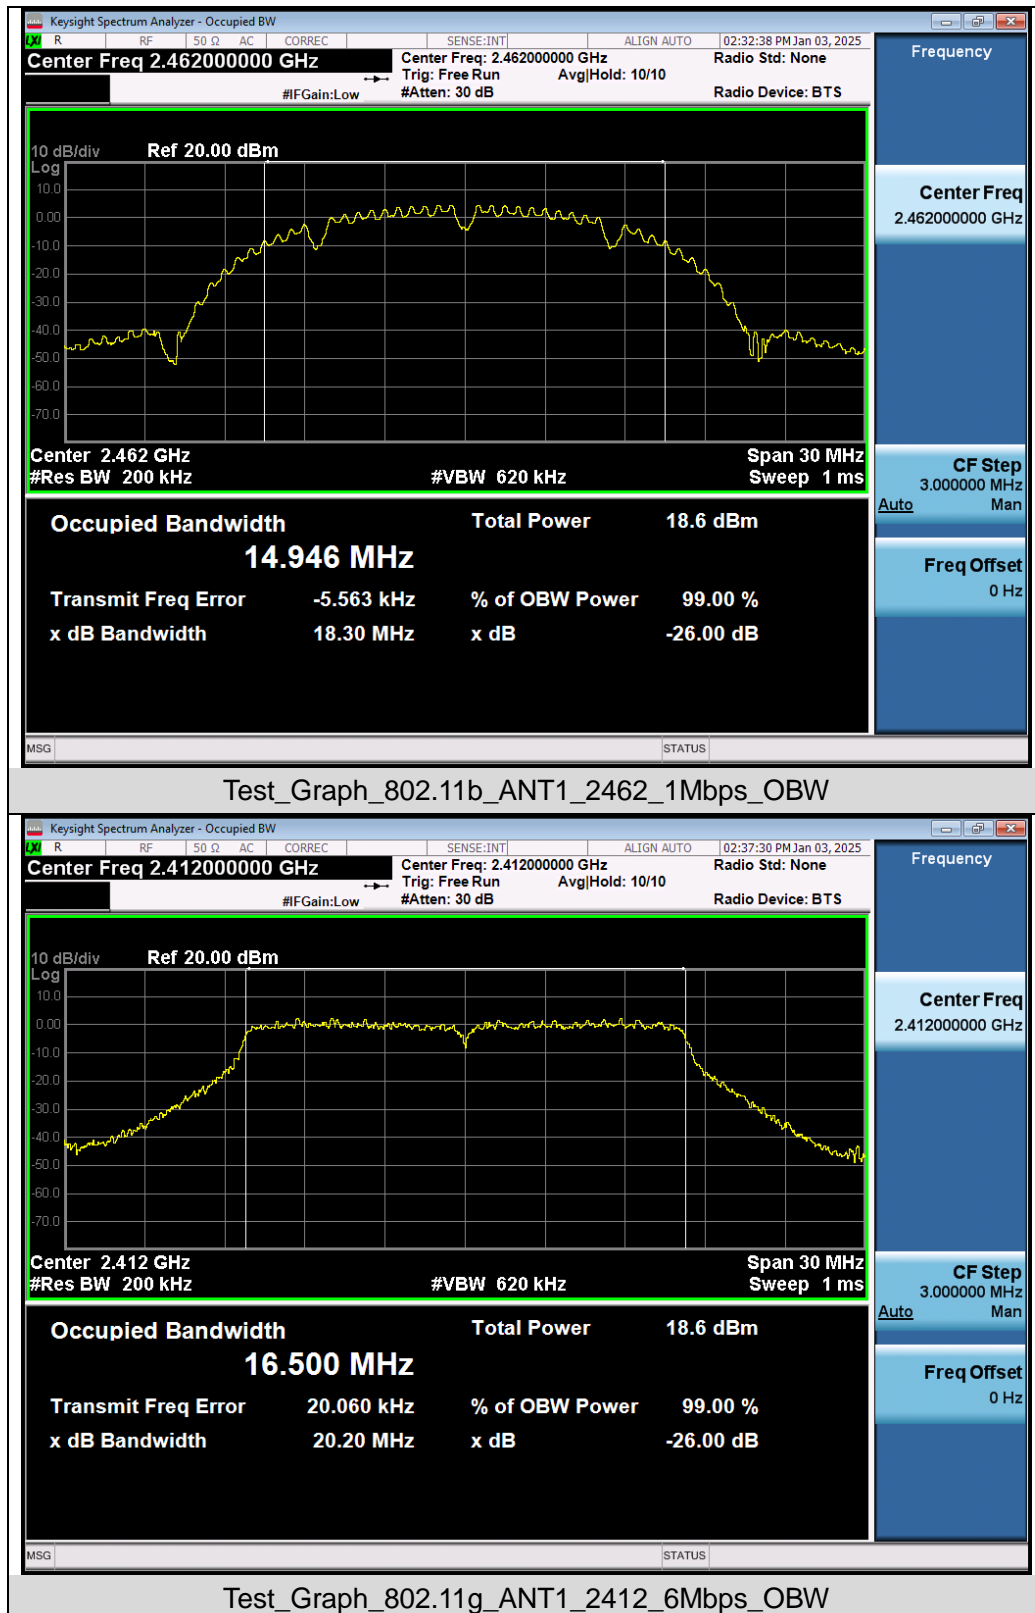 Keysight Spectrum Analyzer - Occupied BW
LXI R RF 50 Ω AC CORREC SENSE:INT ALIGN AUTO 02:32:38 PM Jan 03, 2025
Center Freq 2.462000000 GHz
Center Freq: 2.462000000 GHz Radio Std: None
Trig: Free Run Avg|Hold: 10/10
#IFGain:Low #Atten: 30 dB Radio Device: BTS
Frequency
10 dB/div Ref 20.00 dBm
Log
10.0
0.00
-10.0
-20.0
-30.0
-40.0
-50.0
-60.0
-70.0
Center 2.462 GHz Span 30 MHz
#Res BW 200 kHz #VBW 620 kHz Sweep 1 ms
Center Freq
2.462000000 GHz
CF Step
3.000000 MHz
Auto Man
Freq Offset
0 Hz
Occupied Bandwidth Total Power 18.6 dBm
14.946 MHz
Transmit Freq Error -5.563 kHz % of OBW Power 99.00 %
x dB Bandwidth 18.30 MHz x dB -26.00 dB
MSG STATUS
Test_Graph_802.11b_ANT1_2462_1Mbps_OBW
Keysight Spectrum Analyzer - Occupied BW
LXI R RF 50 Ω AC CORREC SENSE:INT ALIGN AUTO 02:37:30 PM Jan 03, 2025
Center Freq 2.412000000 GHz
Center Freq: 2.412000000 GHz Radio Std: None
Trig: Free Run Avg|Hold: 10/10
#IFGain:Low #Atten: 30 dB Radio Device: BTS
Frequency
10 dB/div Ref 20.00 dBm
Log
10.0
0.00
-10.0
-20.0
-30.0
-40.0
-50.0
-60.0
-70.0
Center 2.412 GHz Span 30 MHz
#Res BW 200 kHz #VBW 620 kHz Sweep 1 ms
Center Freq
2.412000000 GHz
CF Step
3.000000 MHz
Auto Man
Freq Offset
0 Hz
Occupied Bandwidth Total Power 18.6 dBm
16.500 MHz
Transmit Freq Error 20.060 kHz % of OBW Power 99.00 %
x dB Bandwidth 20.20 MHz x dB -26.00 dB
MSG STATUS
Test_Graph_802.11g_ANT1_2412_6Mbps_OBW